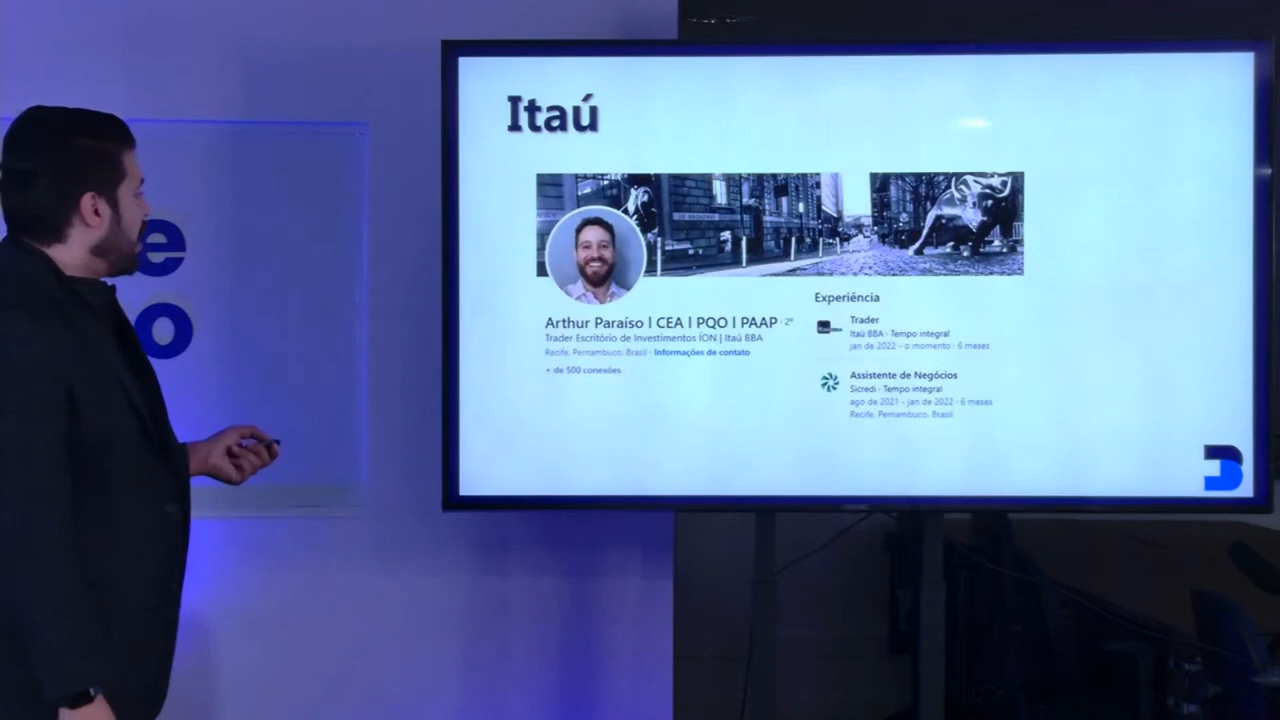 Itaú
Arthur Paraíso | CEA | PQO | PAAP · 2º
Trader Escritório de Investimentos ÍON | Itaú BBA
Recife, Pernambuco, Brasil · Informações de contato
+ de 500 conexões
Experiência
Trader
Itaú BBA · Tempo integral
jan de 2022 - o momento · 6 meses
Assistente de Negócios
Sicredi · Tempo integral
ago de 2021 - jan de 2022 · 6 meses
Recife, Pernambuco, Brasil
e
o